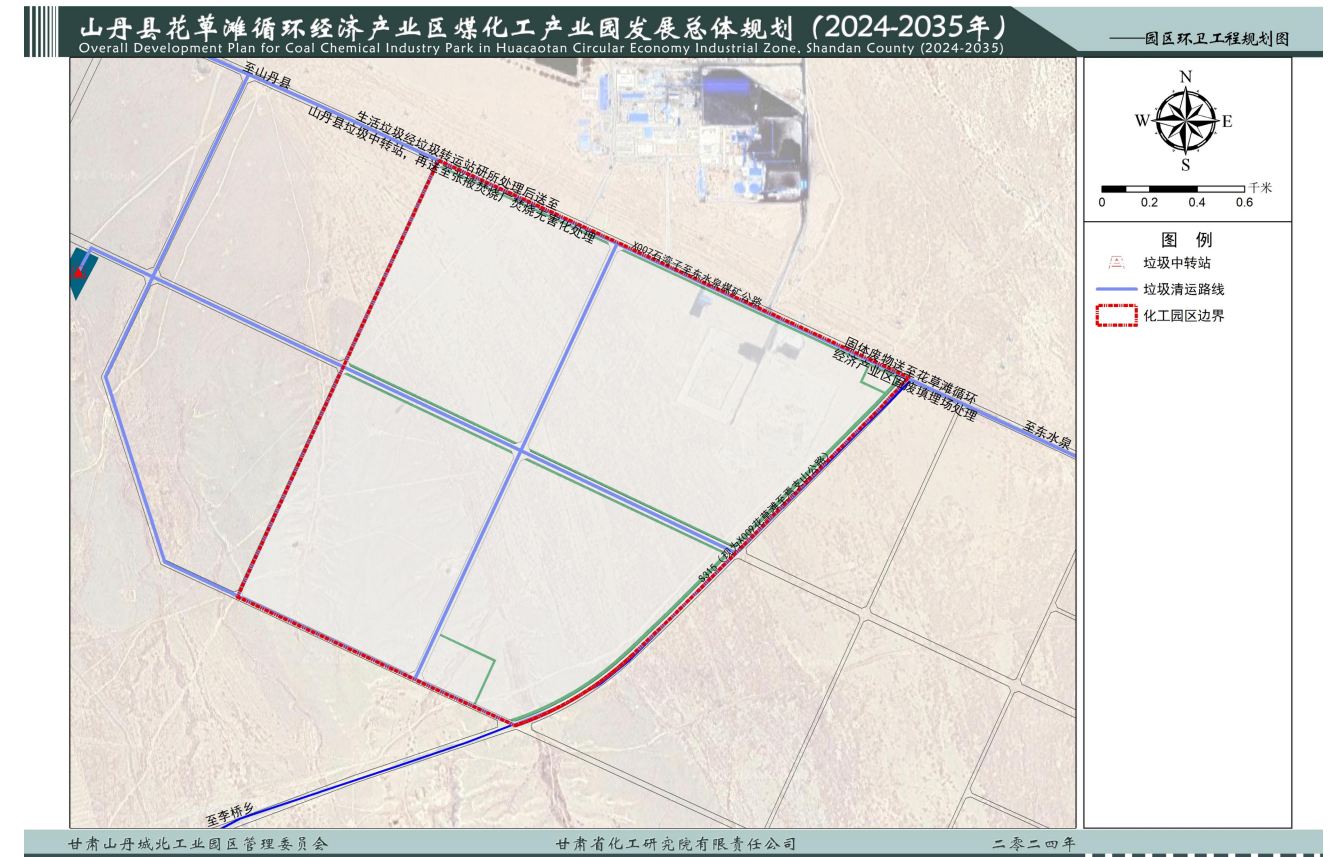 山丹县花草滩循环经济产业区煤化工产业园发展总体规划（2024-2035年）
Overall Development Plan for Coal Chemical Industry Park in Huacaotan Circular Economy Industrial Zone, Shandan County (2024-2035)
——园区环卫工程规划图
至山丹县
生活垃圾经垃圾转运站研所处理后送至
山丹县垃圾中转站，再送至张掖焚烧厂焚烧无害化处理
X007石湾子至东水泉煤矿公路
固体废物送至花草滩循环
经济产业区固废填埋场处理
至东水泉
至李桥乡
N
W
E
S
千米
0 0.2 0.4 0.6
图 例
垃圾中转站
垃圾清运路线
化工园区边界
甘肃山丹城北工业园区管理委员会
甘肃省化工研究院有限责任公司
二零二四年